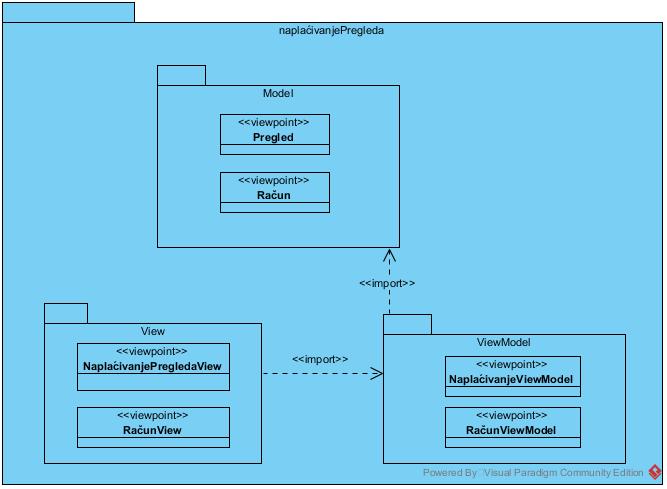 naplaćivanjePregleda
Model
<<viewpoint>>
Pregled
<<viewpoint>>
Račun
<<import>>
View
<<viewpoint>>
NaplaćivanjePregledaView
<<viewpoint>>
RačunView
<<import>>
ViewModel
<<viewpoint>>
NaplaćivanjeViewModel
<<viewpoint>>
RačunViewModel
Powered By Visual Paradigm Community Edition